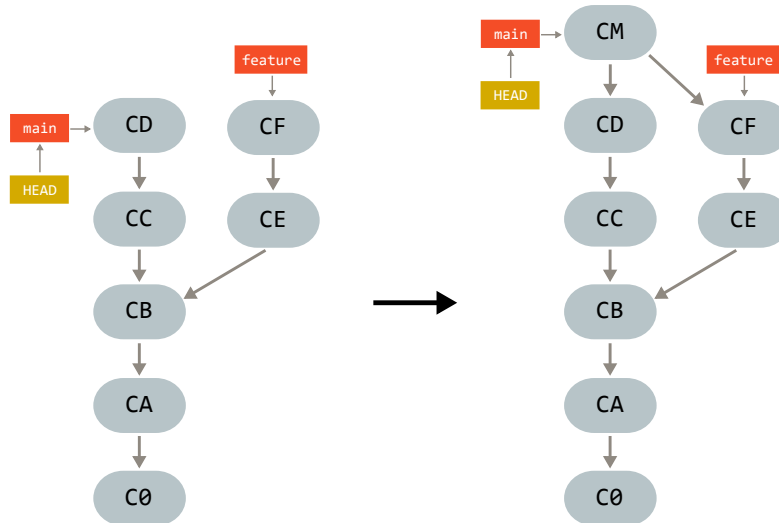 feature
main
CD
CF
HEAD
CC
CE
CB
CA
C0
main
CM
feature
HEAD
CD
CF
CC
CE
CB
CA
C0